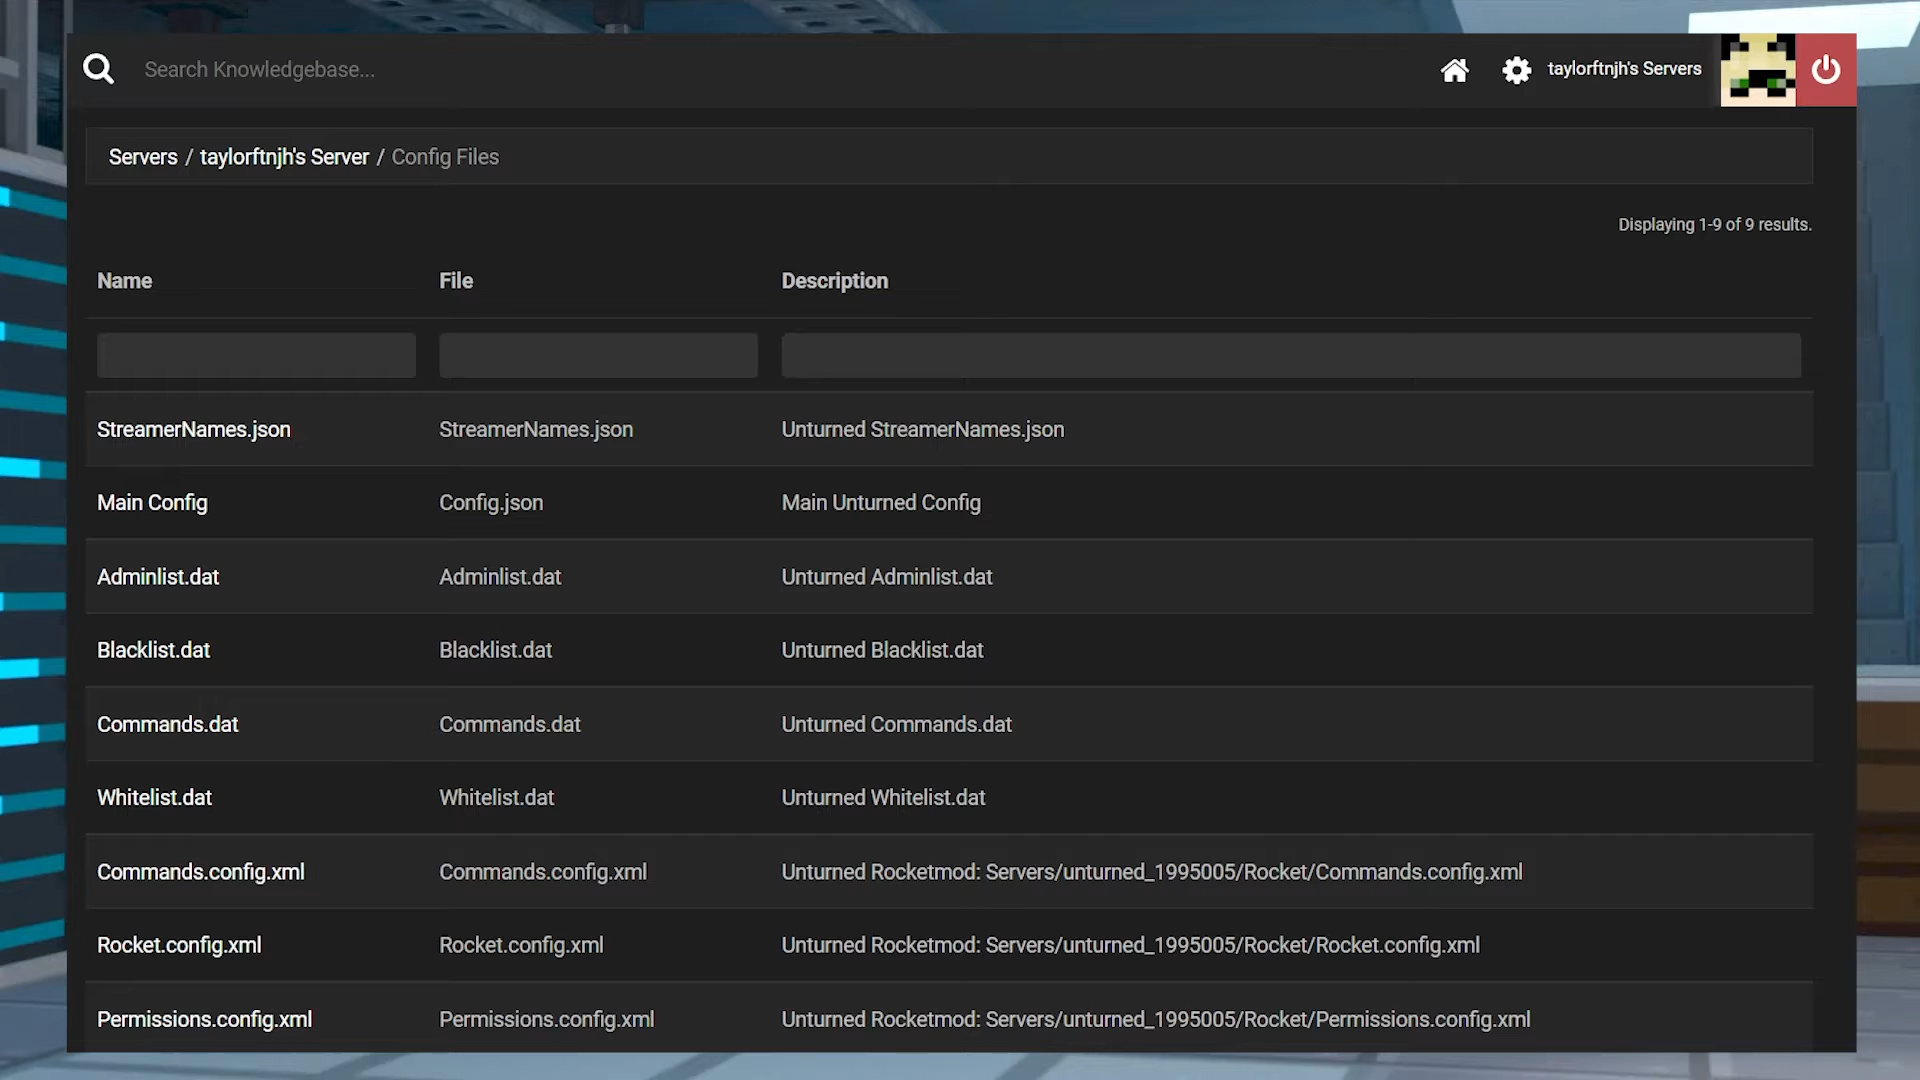 Search Knowledgebase...
taylorftnjh's Servers
Servers / taylorftnjh's Server / Config Files
Displaying 1-9 of 9 results.
Name File Description
StreamerNames.json StreamerNames.json Unturned StreamerNames.json
Main Config Config.json Main Unturned Config
Adminlist.dat Adminlist.dat Unturned Adminlist.dat
Blacklist.dat Blacklist.dat Unturned Blacklist.dat
Commands.dat Commands.dat Unturned Commands.dat
Whitelist.dat Whitelist.dat Unturned Whitelist.dat
Commands.config.xml Commands.config.xml Unturned Rocketmod: Servers/unturned_1995005/Rocket/Commands.config.xml
Rocket.config.xml Rocket.config.xml Unturned Rocketmod: Servers/unturned_1995005/Rocket/Rocket.config.xml
Permissions.config.xml Permissions.config.xml Unturned Rocketmod: Servers/unturned_1995005/Rocket/Permissions.config.xml